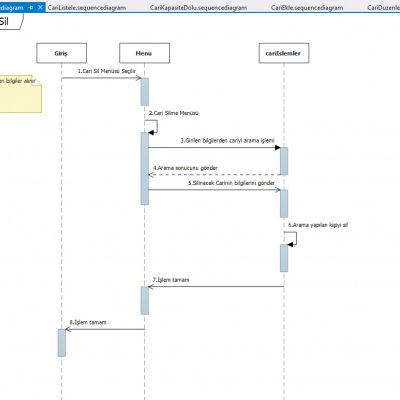 ediagram
CariListele.sequencediagram
CariKapasiteDolu.sequencediagram
CariEkle.sequencediagram
CariDuzenle
Sil
Giriş
Menu
cariIslemler
en bilgiler alınır
1.Cari Sil Menüsü Seçilir
2.Cari Silme Menüsü
3.Girilen bilgilerden cariyi arama işlemi
4.Arama sonucunu gönder
5.Silinecek Carinin bilgilerini gönder
6.Arama yapılan kişiyi sil
7.İşlem tamam
8.İşlem tamam